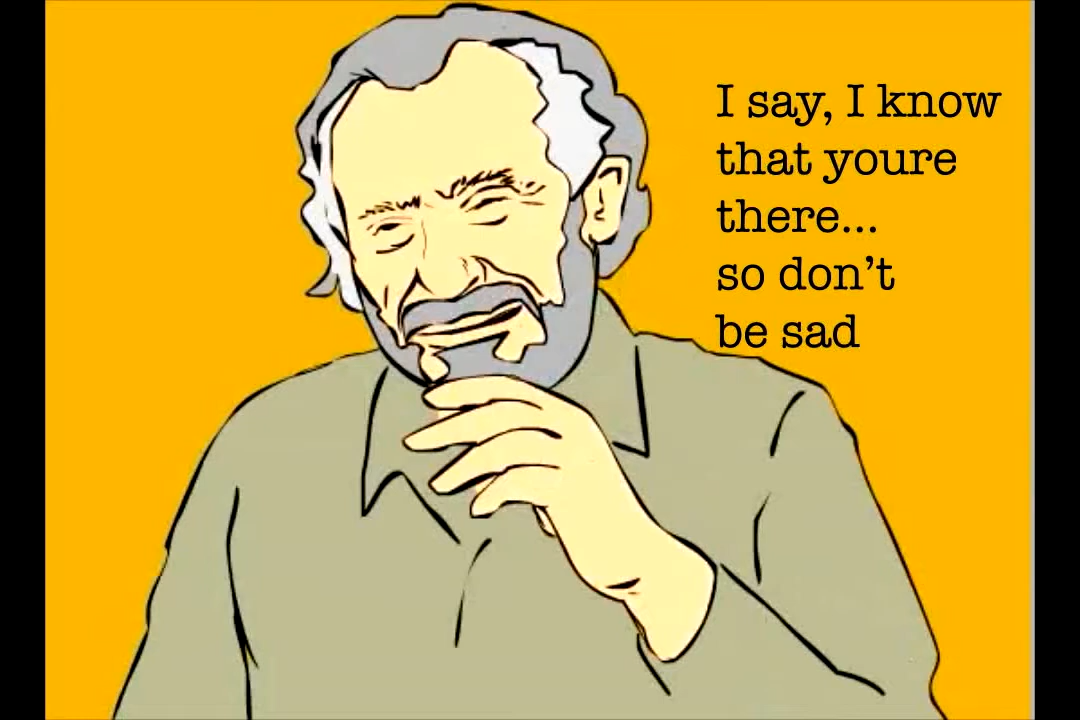 I say, I know
that youre
there...
so don't
be sad